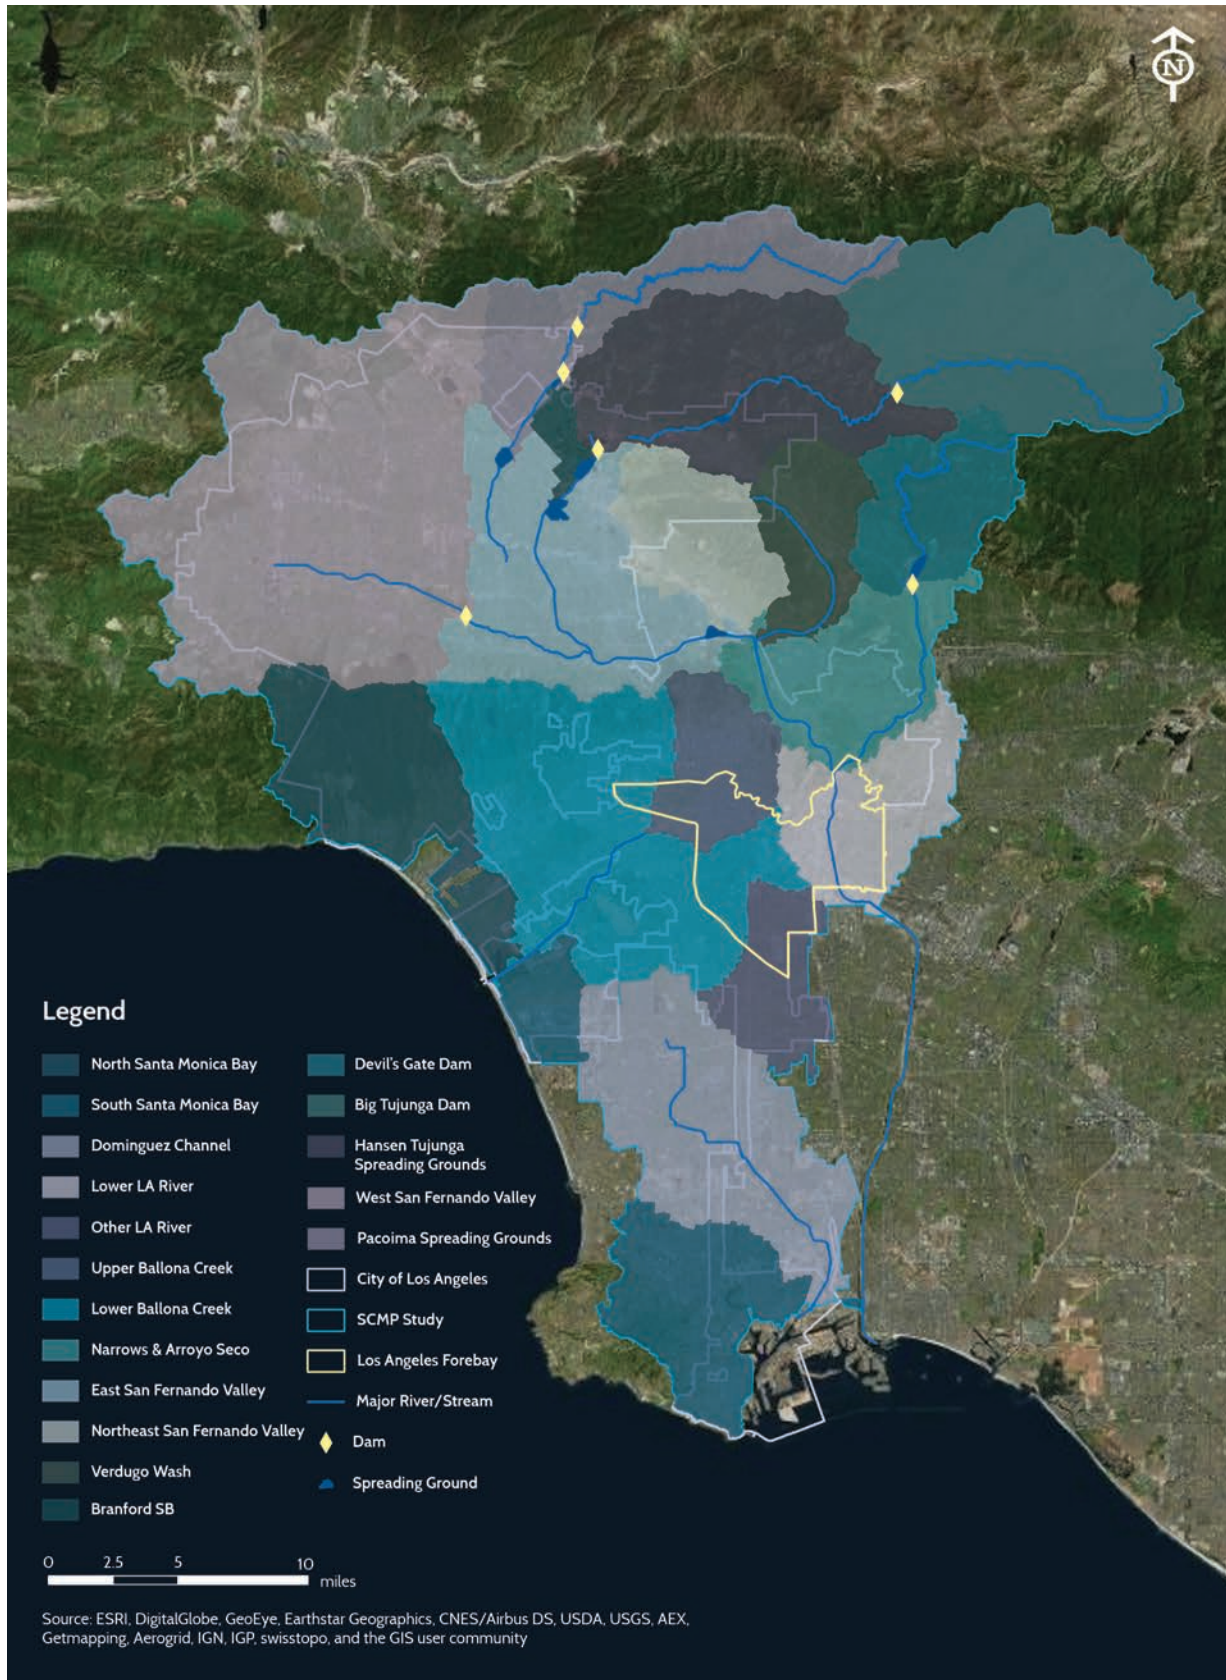 N
Legend
North Santa Monica Bay
South Santa Monica Bay
Dominguez Channel
Lower LA River
Other LA River
Upper Ballona Creek
Lower Ballona Creek
Narrows & Arroyo Seco
East San Fernando Valley
Northeast San Fernando Valley
Verdugo Wash
Branford SB
Devil's Gate Dam
Big Tujunga Dam
Hansen Tujunga
Spreading Grounds
West San Fernando Valley
Pacoima Spreading Grounds
City of Los Angeles
SCMP Study
Los Angeles Forebay
Major River/Stream
Dam
Spreading Ground
0 2.5 5 10
miles
Source: ESRI, DigitalGlobe, GeoEye, Earthstar Geographics, CNES/Airbus DS, USDA, USGS, AEX,
Getmapping, Aerogrid, IGN, IGP, swisstopo, and the GIS user community